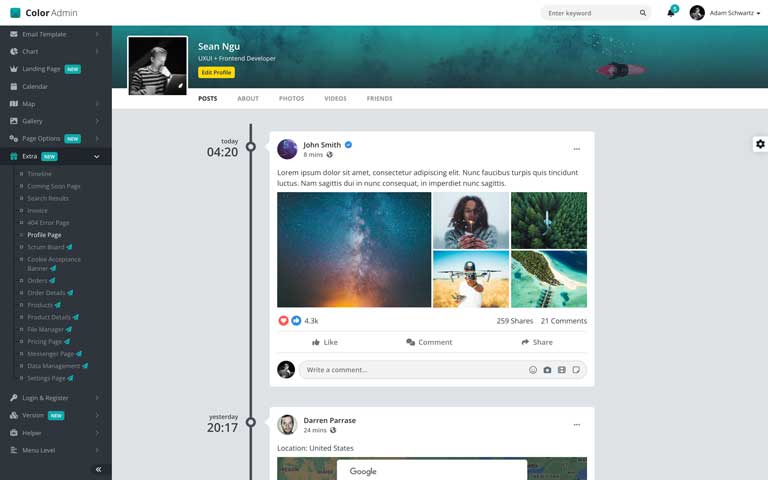 Color Admin
Enter keyword
5
Adam Schwartz
Email Template
Chart
Landing Page NEW
Calendar
Map
Gallery
Page Options NEW
Extra NEW
Timeline
Coming Soon Page
Search Results
Invoice
404 Error Page
Profile Page
Scrum Board
Cookie Acceptance
Banner
Orders
Order Details
Products
Product Details
File Manager
Pricing Page
Messenger Page
Data Management
Settings Page
Login & Register
Version NEW
Helper
Menu Level
Sean Ngu
UXUI + Frontend Developer
Edit Profile
POSTS ABOUT PHOTOS VIDEOS FRIENDS
today
04:20
John Smith
8 mins
Lorem ipsum dolor sit amet, consectetur adipiscing elit. Nunc faucibus turpis quis tincidunt
luctus. Nam sagittis dui in nunc consequat, in imperdiet nunc sagittis.
4.3k
259 Shares 21 Comments
Like Comment Share
Write a comment...
yesterday
20:17
Darren Parrase
24 mins
Location: United States
Google